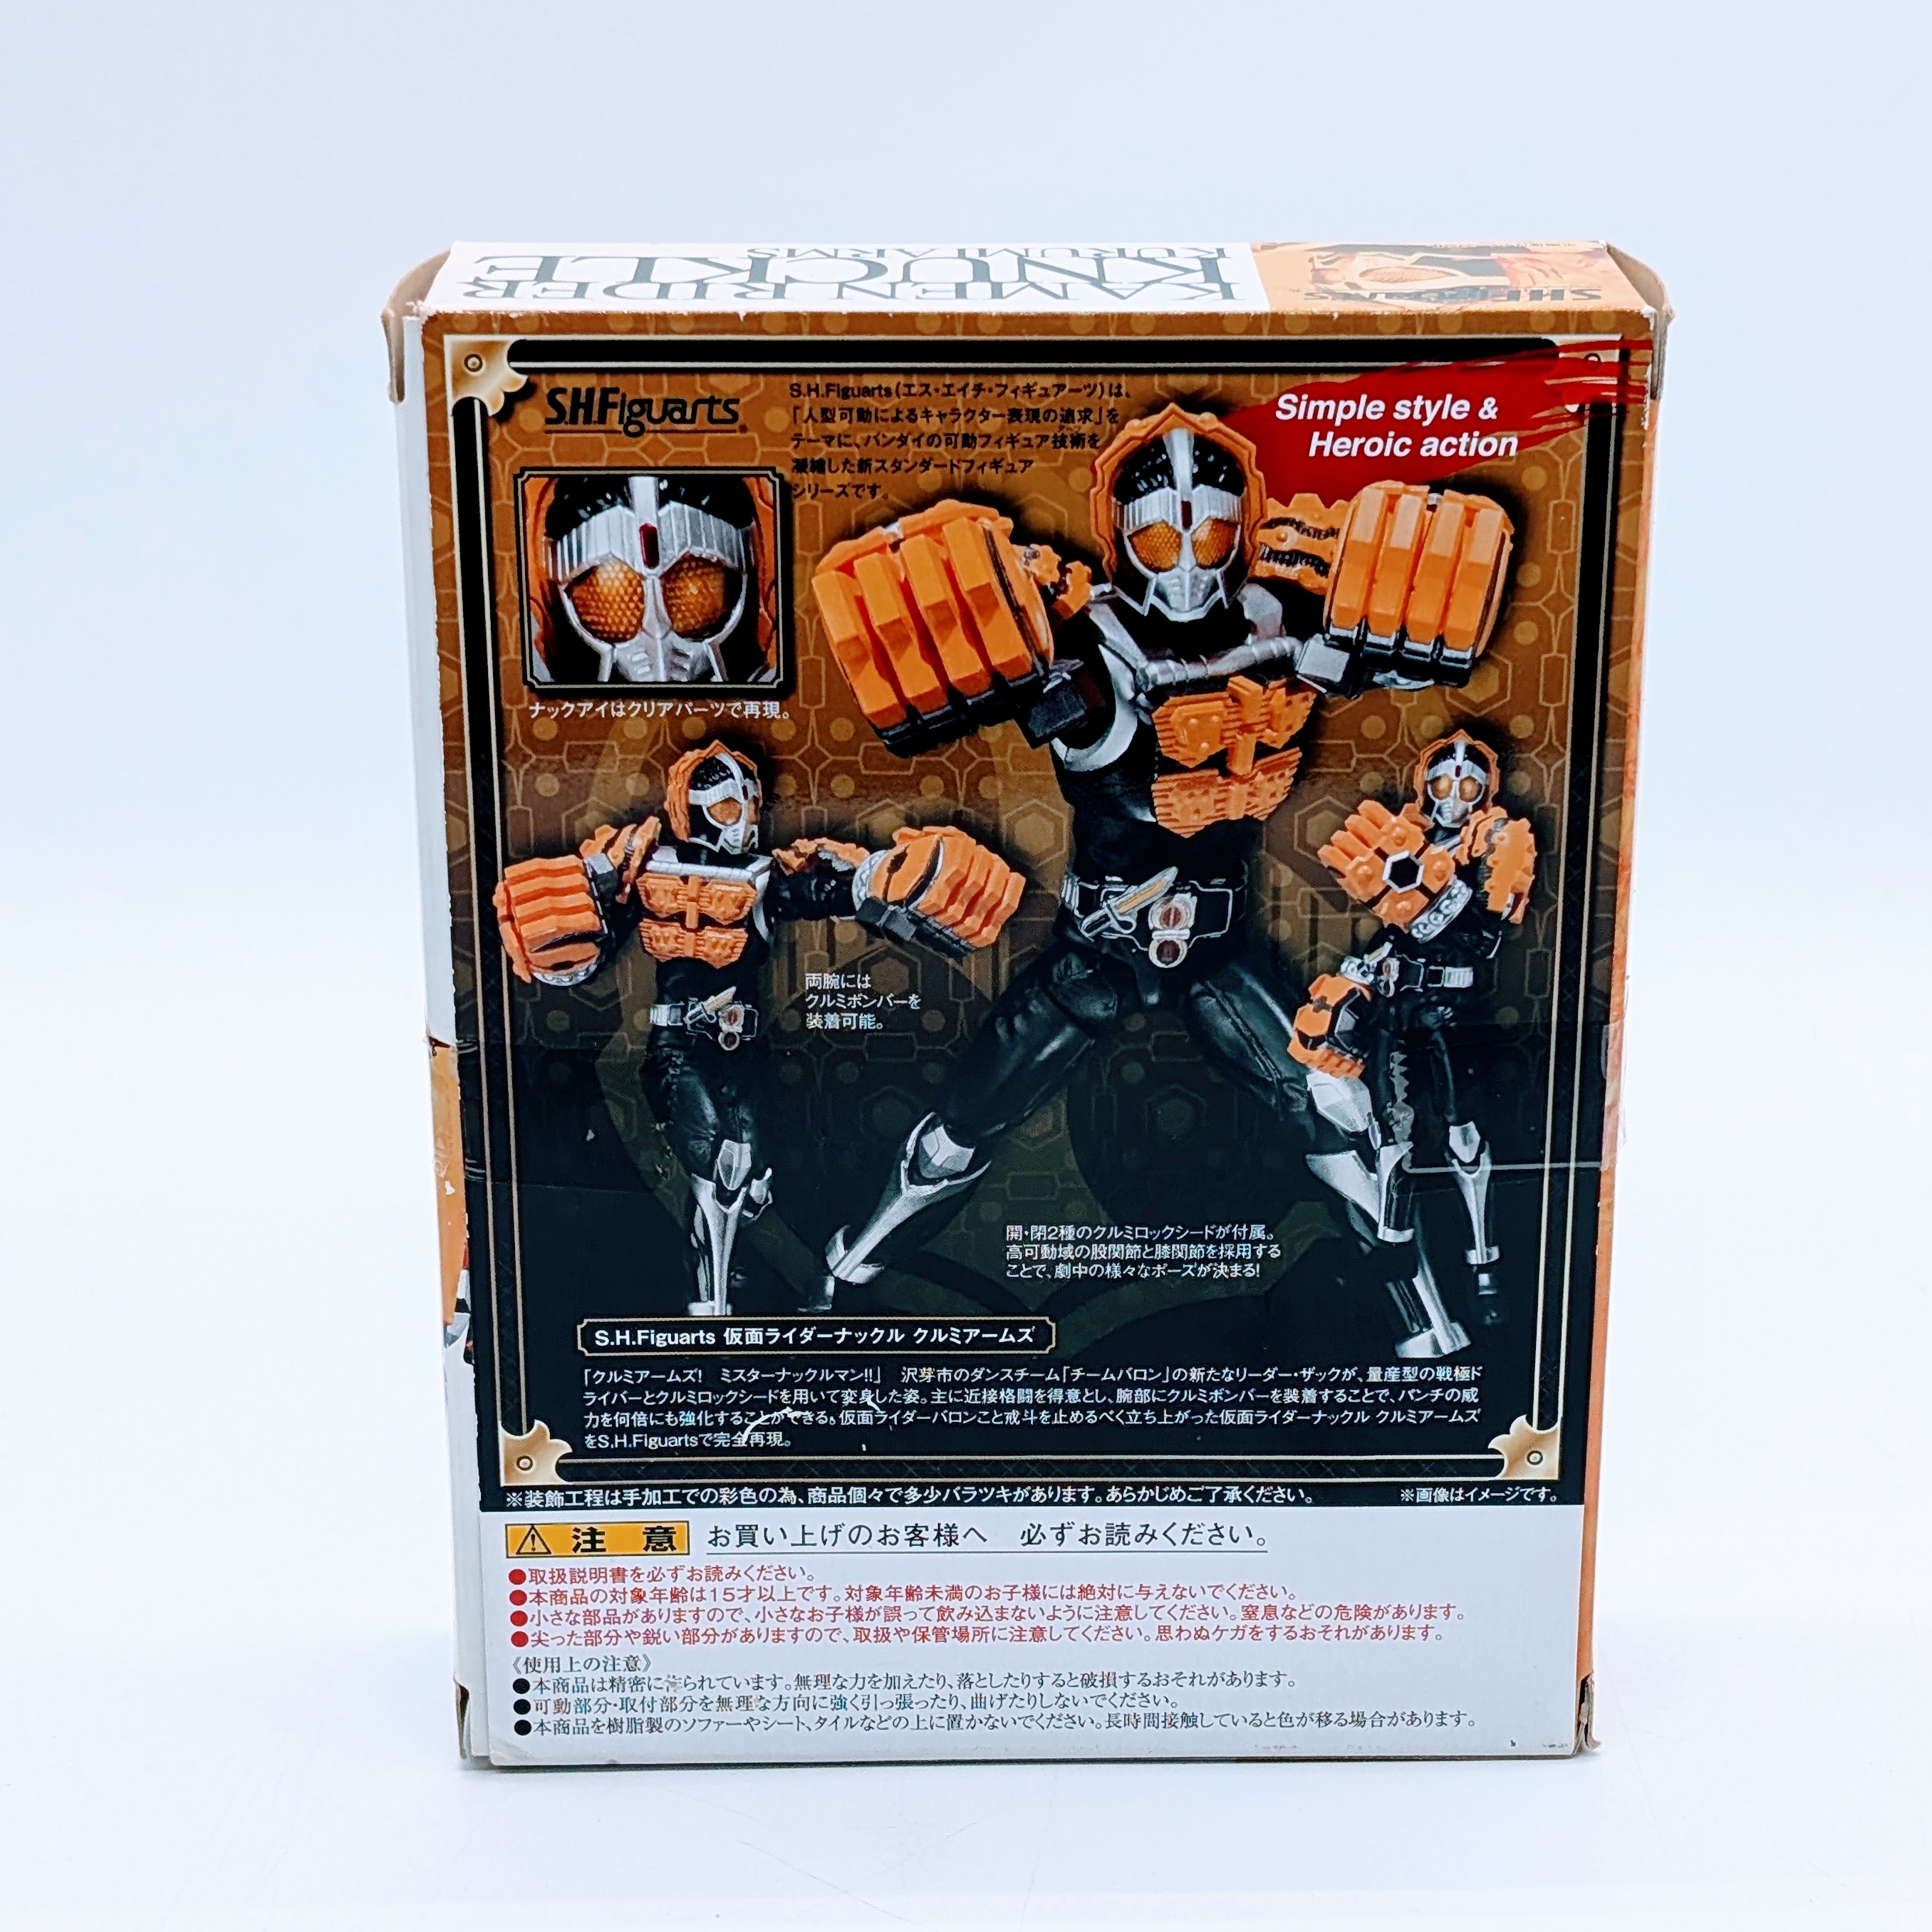 KAMEN RIDER
KNUCKLE
KURUMI ARMS
S.H.Figuarts
S.H.Figuarts
S.H.Figuarts(エス・エイチ・フィギュアーツ)は、
「人型可動によるキャラクター表現の追求」を
テーマに、バンダイの可動フィギュア技術を
凝縮した新スタンダードフィギュア
シリーズです。
Simple style &
Heroic action
ナックアイはクリアパーツで再現。
両腕には
クルミボンバーを
装着可能。
開・閉2種のクルミロックシードが付属。
高可動域の股関節と膝関節を採用する
ことで、劇中の様々なポーズが決まる!
S.H.Figuarts 仮面ライダーナックル クルミアームズ
「クルミアームズ! ミスターナックルマン!!」 沢芽市のダンスチーム「チームバロン」の新たなリーダー・ザックが、量産型の戦極ド
ライバーとクルミロックシードを用いて変身した姿。主に近接格闘を得意とし、腕部にクルミボンバーを装着することで、パンチの威
力を何倍にも強化することができる。仮面ライダーバロンこと戒斗を止めるべく立ち上がった仮面ライダーナックル クルミアームズ
をS.H.Figuartsで完全再現。
※装飾工程は手加工での彩色の為、商品個々で多少バラツキがあります。あらかじめご了承ください。 ※画像はイメージです。
注 意 お買い上げのお客様へ 必ずお読みください。
●取扱説明書を必ずお読みください。
●本商品の対象年齢は15才以上です。対象年齢未満のお子様には絶対に与えないでください。
●小さな部品がありますので、小さなお子様が誤って飲み込まないように注意してください。窒息などの危険があります。
●尖った部分や鋭い部分がありますので、取扱や保管場所に注意してください。思わぬケガをするおそれがあります。
《使用上の注意》
●本商品は精密に作られています。無理な力を加えたり、落としたりすると破損するおそれがあります。
●可動部分・取付部分を無理な方向に強く引っ張ったり、曲げたりしないでください。
●本商品を樹脂製のソファーやシート、タイルなどの上に置かないでください。長時間接触していると色が移る場合があります。